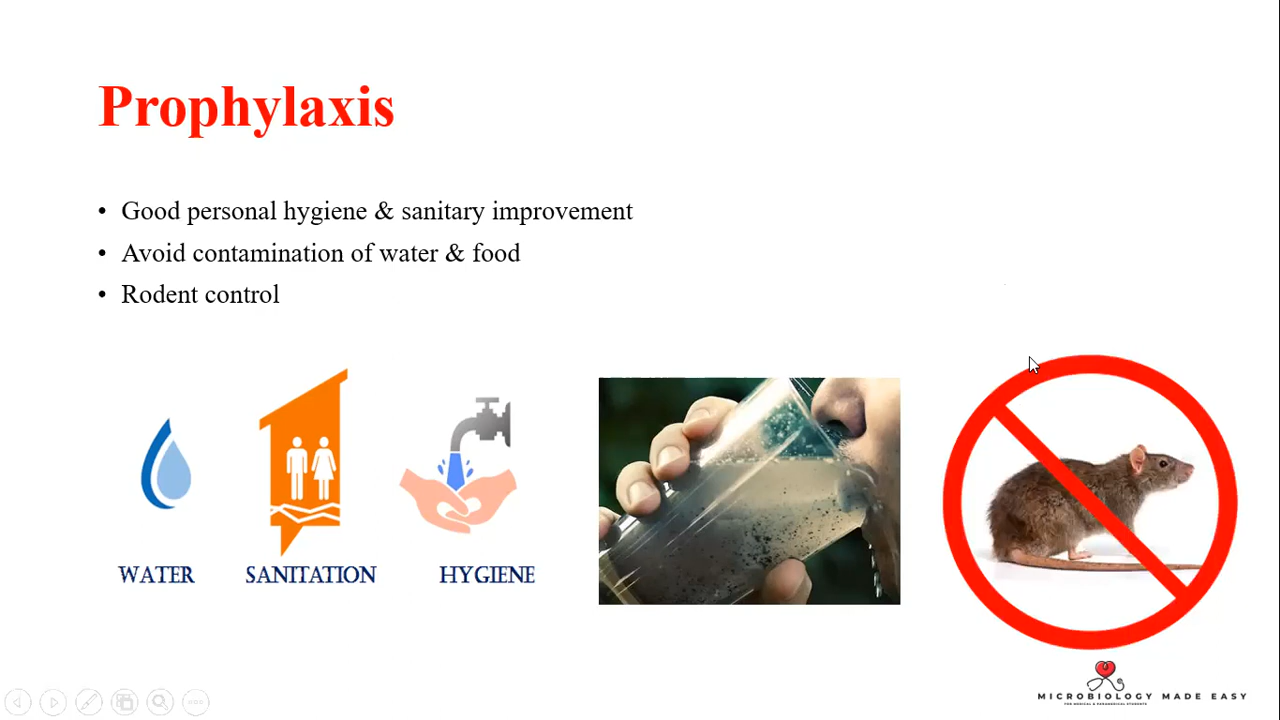 Prophylaxis
• Good personal hygiene & sanitary improvement
• Avoid contamination of water & food
• Rodent control
WATER
SANITATION
HYGIENE
MICROBIOLOGY MADE EASY
FOR MEDICAL & PARAMEDICAL STUDENTS